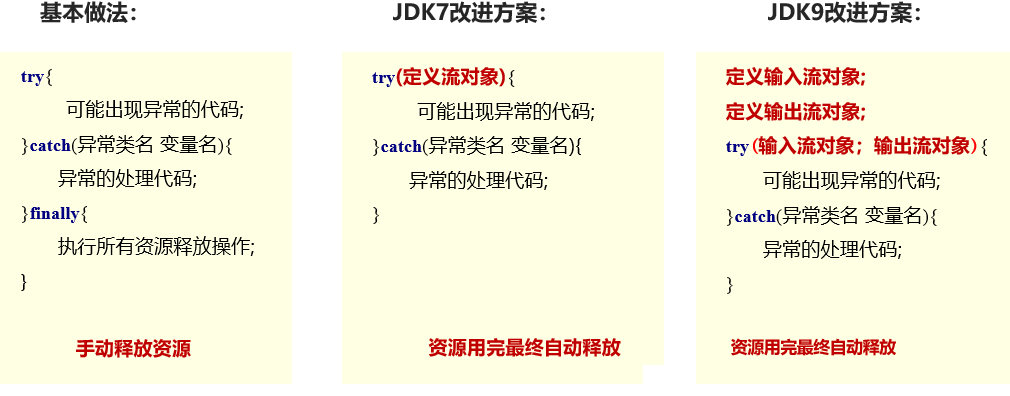 基本做法：
try{
可能出现异常的代码;
}catch(异常类名 变量名){
异常的处理代码;
}finally{
执行所有资源释放操作;
}
手动释放资源
JDK7改进方案：
try(定义流对象){
可能出现异常的代码;
}catch(异常类名 变量名){
异常的处理代码;
}
资源用完最终自动释放
JDK9改进方案：
定义输入流对象;
定义输出流对象;
try(输入流对象；输出流对象){
可能出现异常的代码;
}catch(异常类名 变量名){
异常的处理代码;
}
资源用完最终自动释放